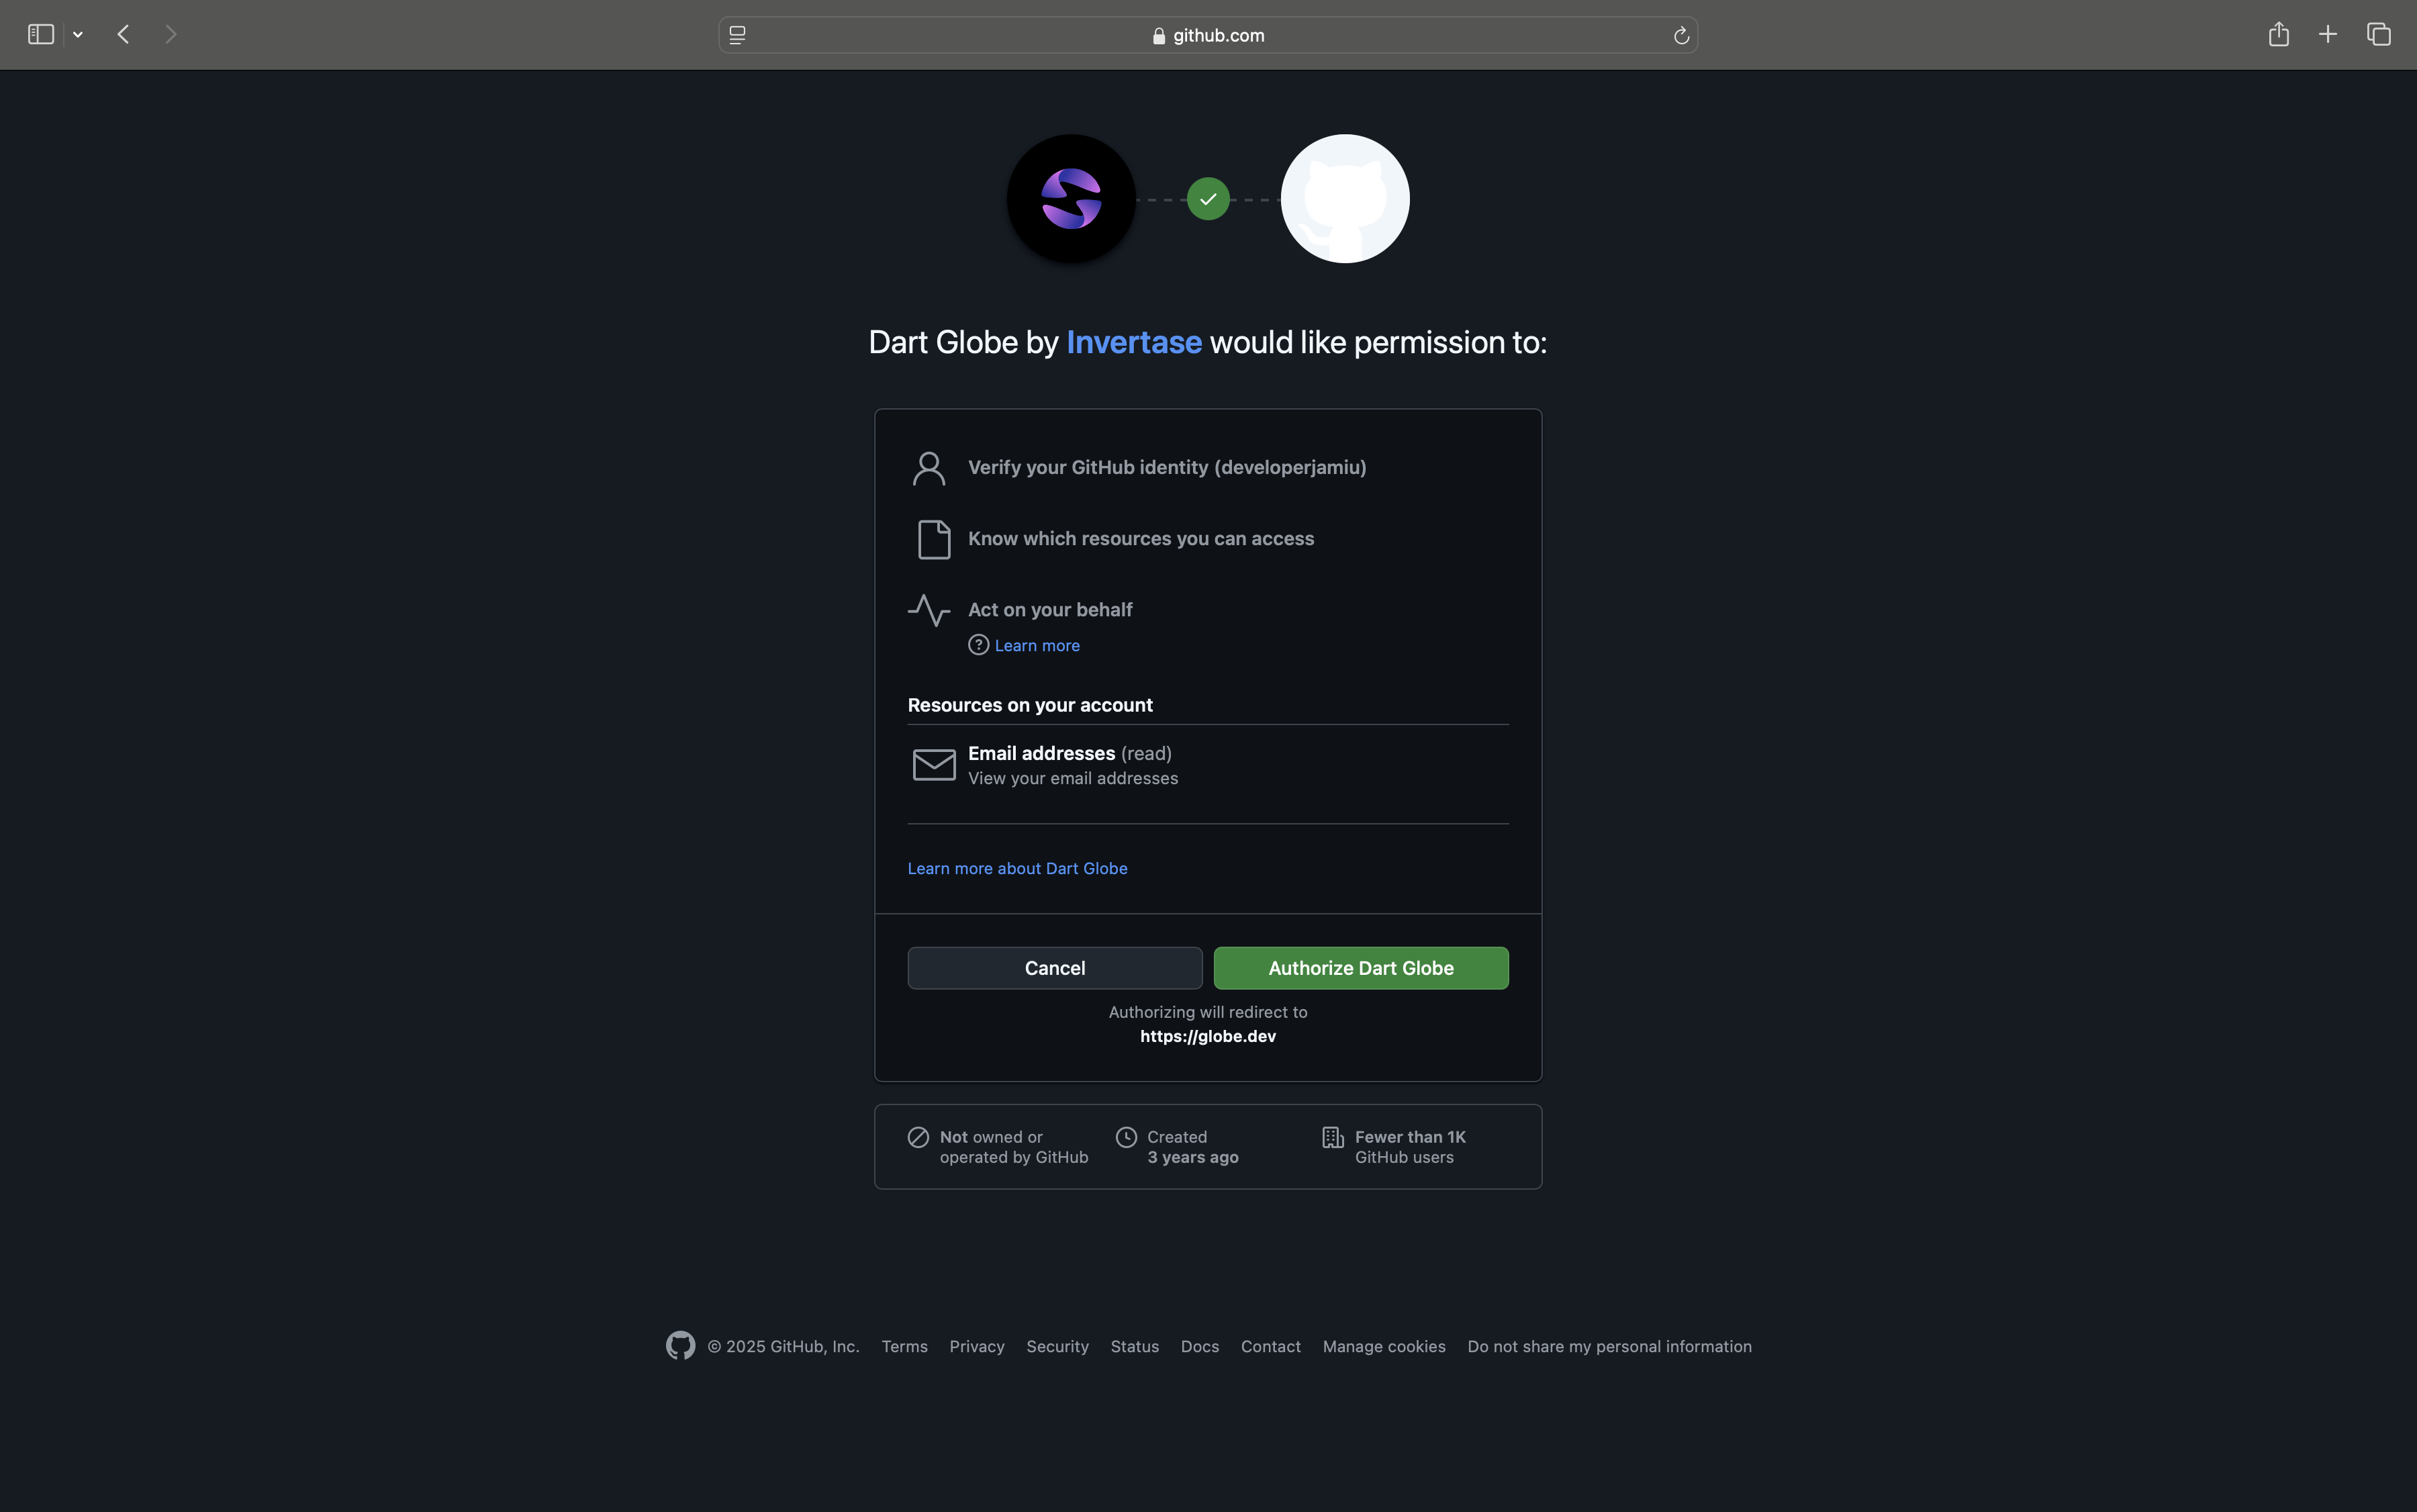 github.com
Dart Globe by Invertase would like permission to:
Verify your GitHub identity (developerjamiu)
Know which resources you can access
Act on your behalf
? Learn more
Resources on your account
Email addresses (read)
View your email addresses
Learn more about Dart Globe
Cancel
Authorize Dart Globe
Authorizing will redirect to
https://globe.dev
Not owned or
operated by GitHub
Created
3 years ago
Fewer than 1K
GitHub users
© 2025 GitHub, Inc. Terms Privacy Security Status Docs Contact Manage cookies Do not share my personal information